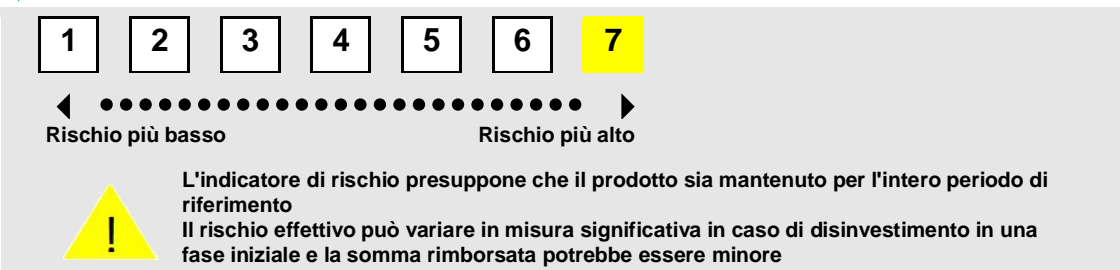 1 2 3 4 5 6 7
Rischio più basso Rischio più alto
L'indicatore di rischio presuppone che il prodotto sia mantenuto per l'intero periodo di
riferimento
Il rischio effettivo può variare in misura significativa in caso di disinvestimento in una
fase iniziale e la somma rimborsata potrebbe essere minore